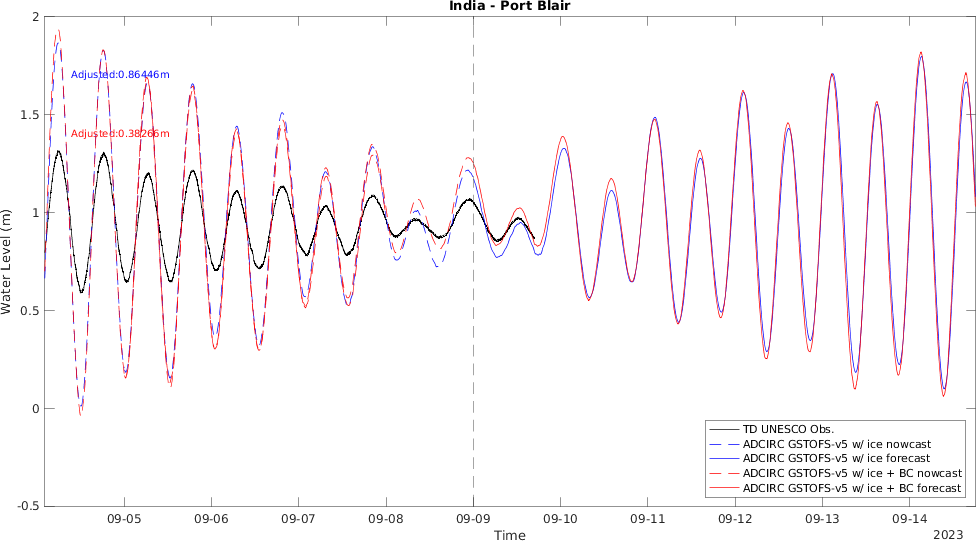 India - Port Blair
Water Level (m)
2
1.5
1
0.5
0
-0.5
Adjusted:0.86446m
Adjusted:0.38266m
TD UNESCO Obs.
ADCIRC GSTOFS-v5 w/ ice nowcast
ADCIRC GSTOFS-v5 w/ ice forecast
ADCIRC GSTOFS-v5 w/ ice + BC nowcast
ADCIRC GSTOFS-v5 w/ ice + BC forecast
09-05 09-06 09-07 09-08 09-09 09-10 09-11 09-12 09-13 09-14
Time
2023